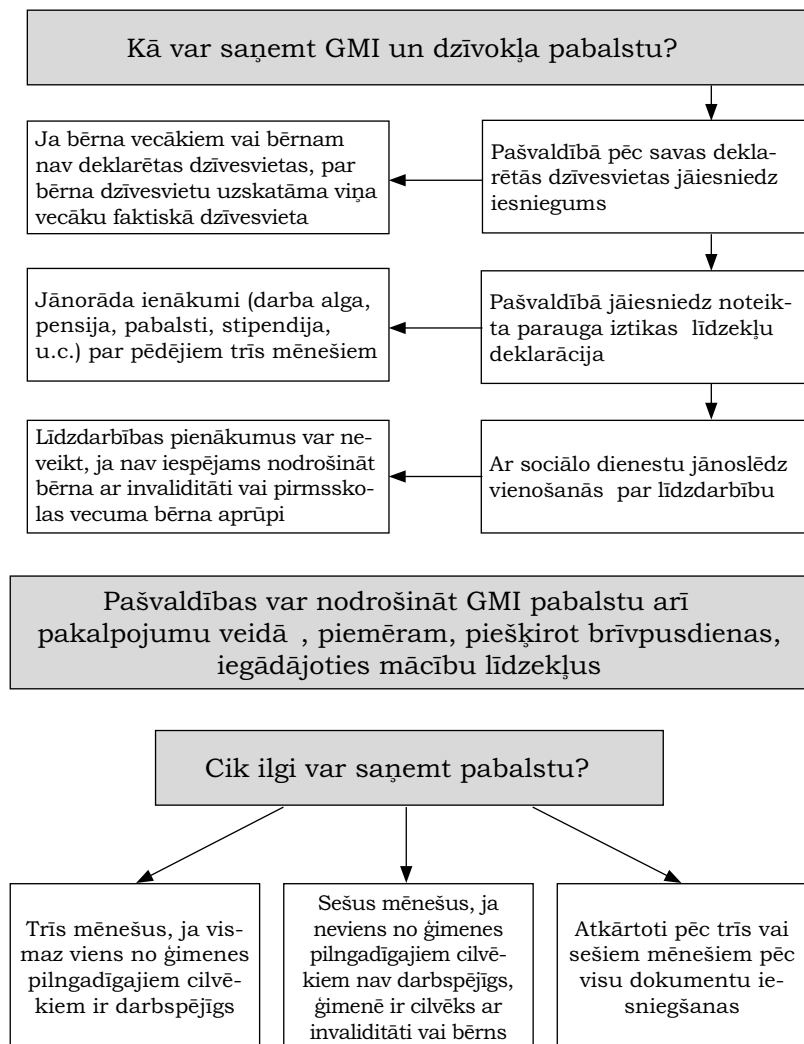 Kā var saņemt GMI un dzīvokļa pabalstu?
Ja bērna vecākiem vai bērnam
nav deklarētas dzīvesvietas, par
bērna dzīvesvietu uzskatāma viņa
vecāku faktiskā dzīvesvieta
Pašvaldībā pēc savas dekla-
rētās dzīvesvietas jāiesniedz
iesniegums
Jānorāda ienākumi (darba alga,
pensija, pabalsti, stipendija,
u.c.) par pēdējiem trīs mēnešiem
Pašvaldībā jāiesniedz noteik-
ta parauga iztikas līdzekļu
deklarācija
Līdzdarbības pienākumus var ne-
veikt, ja nav iespējams nodrošināt
bērna ar invaliditāti vai pirmssko-
las vecuma bērna aprūpi
Ar sociālo dienestu jānoslēdz
vienošanās par līdzdarbību
Pašvaldības var nodrošināt GMI pabalstu arī
pakalpojumu veidā , piemēram, piešķirot brīvpusdienas,
iegādājoties mācību līdzekļus
Cik ilgi var saņemt pabalstu?
Trīs mēnešus, ja vis-
maz viens no ģimenes
pilngadīgajiem cilvē-
kiem ir darbspējīgs
Sešus mēnešus, ja
neviens no ģimenes
pilngadīgajiem cilvē-
kiem nav darbspējīgs,
ģimenē ir cilvēks ar
invaliditāti vai bērns
Atkārtoti pēc trīs vai
sešiem mēnešiem pēc
visu dokumentu ie-
sniegšanas